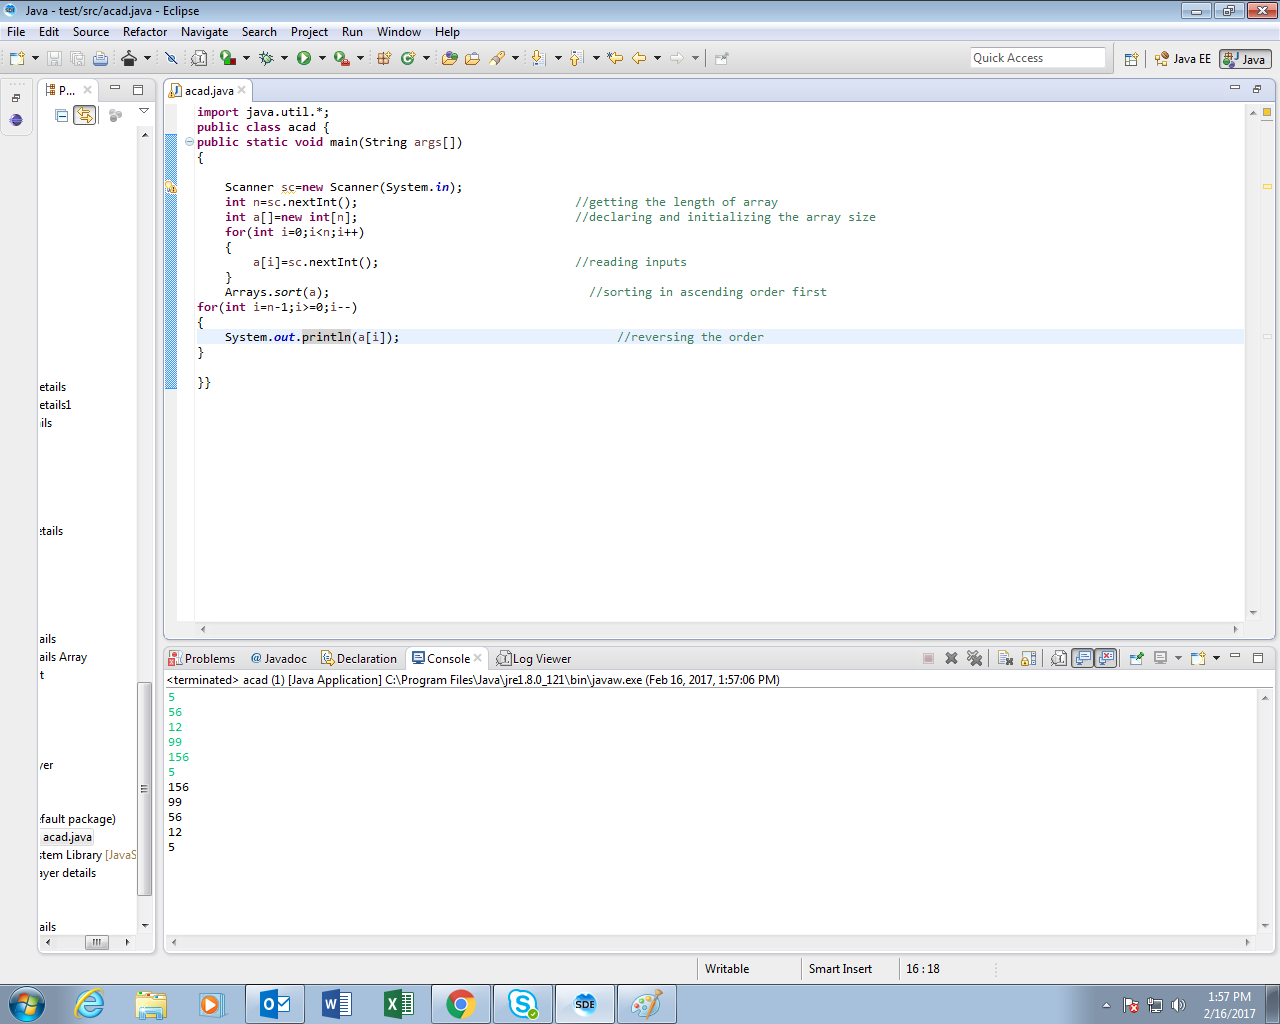 Java - test/src/acad.java - Eclipse
File Edit Source Refactor Navigate Search Project Run Window Help
Quick Access Java EE Java
P... acad.java
import java.util.*;
public class acad {
public static void main(String args[])
{
Scanner sc=new Scanner(System.in);
int n=sc.nextInt(); //getting the length of array
int a[]=new int[n]; //declaring and initializing the array size
for(int i=0;i<n;i++)
{
a[i]=sc.nextInt(); //reading inputs
}
Arrays.sort(a); //sorting in ascending order first
for(int i=n-1;i>=0;i--)
{
System.out.println(a[i]); //reversing the order
}
}}
etails
etails1
ils
tails
ails
ails Array
t
yer
efault package)
acad.java
stem Library [JavaS
ayer details
ails
Problems @ Javadoc Declaration Console Log Viewer
<terminated> acad (1) [Java Application] C:\Program Files\Java\jre1.8.0_121\bin\javaw.exe (Feb 16, 2017, 1:57:06 PM)
5
56
12
99
156
5
156
99
56
12
5
Writable Smart Insert 16 : 18
SDE
1:57 PM
2/16/2017